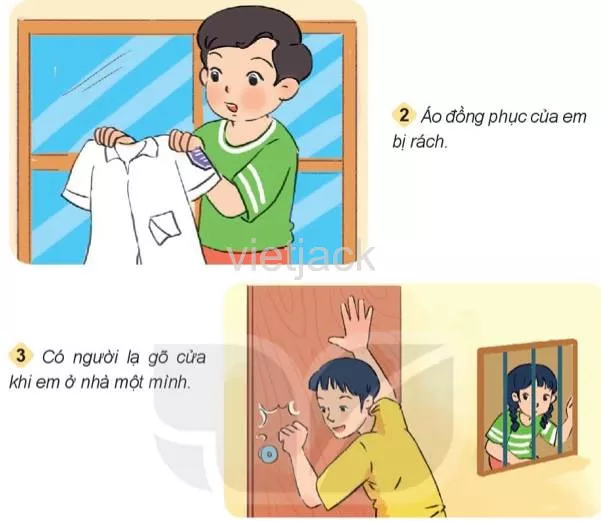 2 Áo đồng phục của em
bị rách.
vietjack
3 Có người lạ gõ cửa
khi em ở nhà một mình.